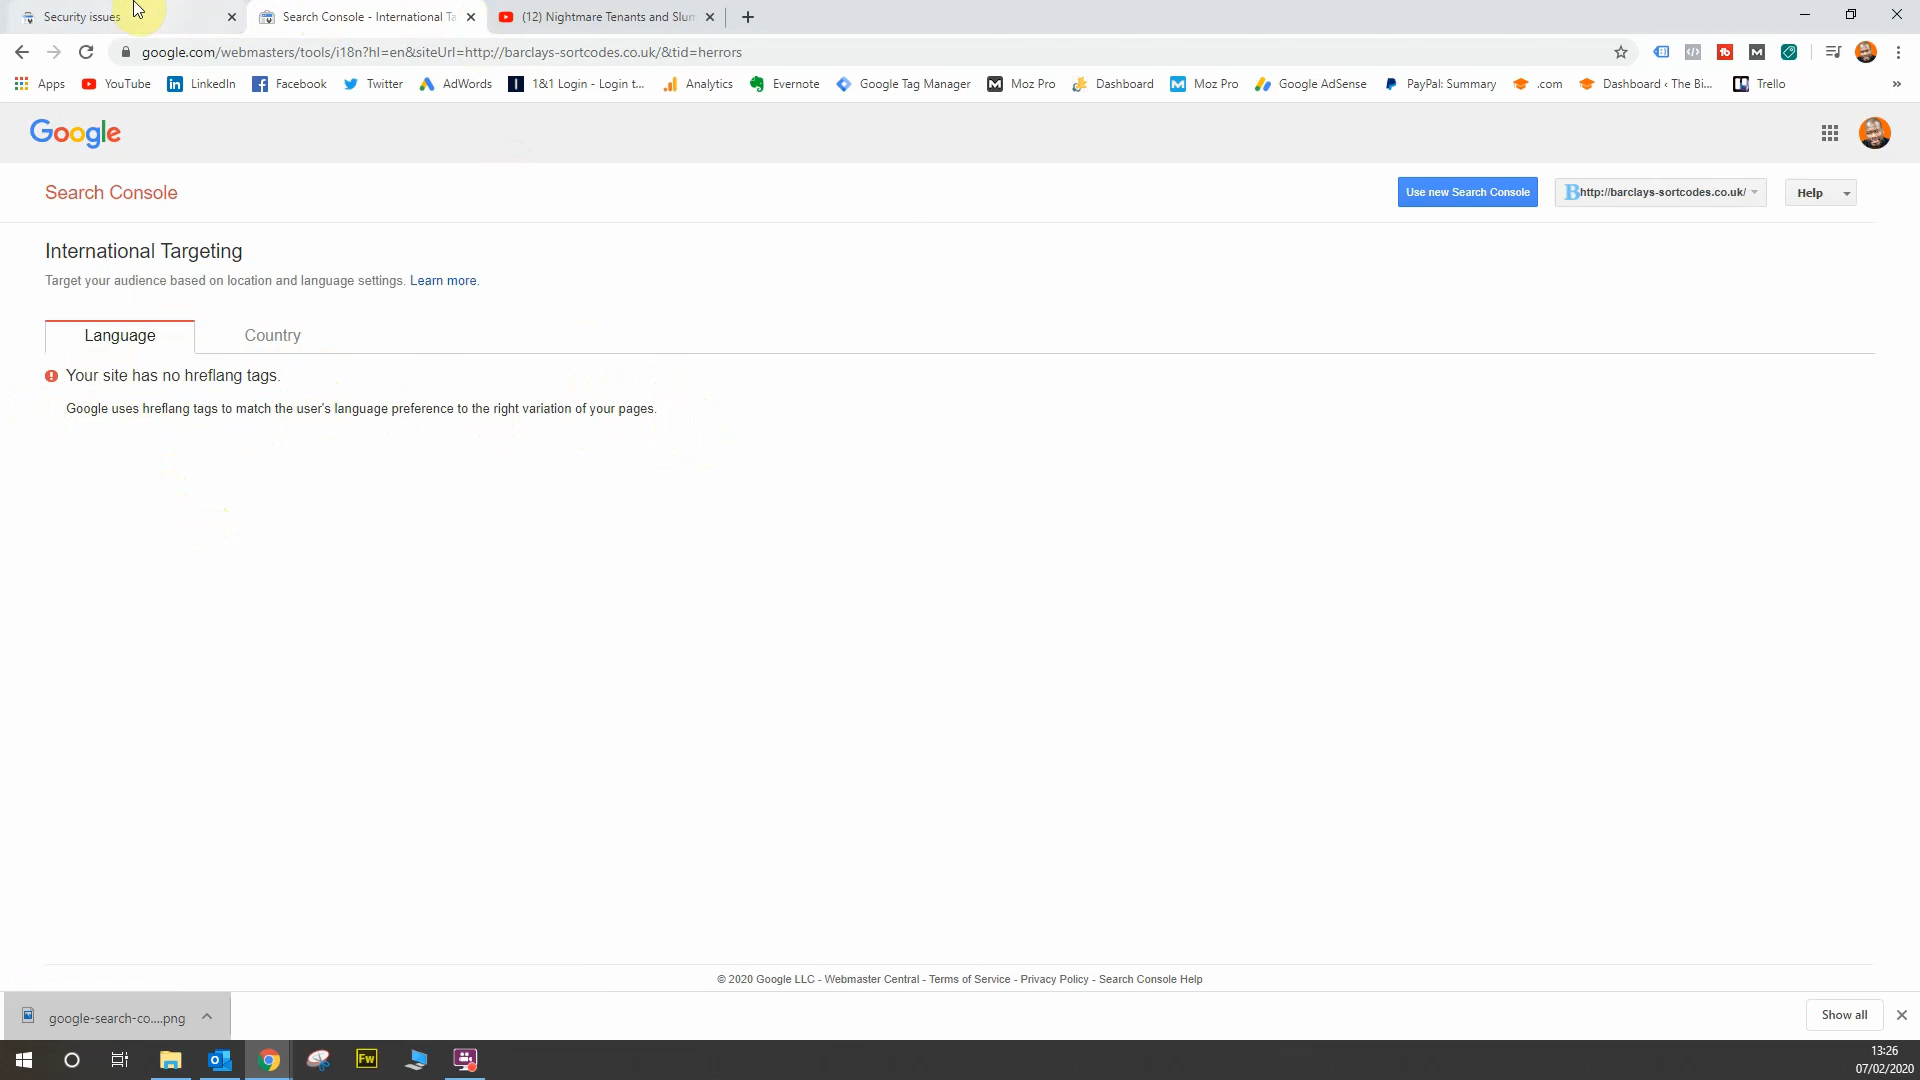 Security issues
Search Console - International Ta
(12) Nightmare Tenants and Slum
google.com/webmasters/tools/i18n?hl=en&siteUrl=http://barclays-sortcodes.co.uk/&tid=herrors
Apps YouTube LinkedIn Facebook Twitter AdWords 1&1 Login - Login t... Analytics Evernote Google Tag Manager Moz Pro Dashboard Moz Pro Google AdSense PayPal: Summary .com Dashboard ‹ The Bi... Trello »
Google
Search Console
Use new Search Console
http://barclays-sortcodes.co.uk/
Help
International Targeting
Target your audience based on location and language settings. Learn more.
Language Country
Your site has no hreflang tags.
Google uses hreflang tags to match the user's language preference to the right variation of your pages.
© 2020 Google LLC - Webmaster Central - Terms of Service - Privacy Policy - Search Console Help
google-search-co....png
Show all
Fw
13:26
07/02/2020